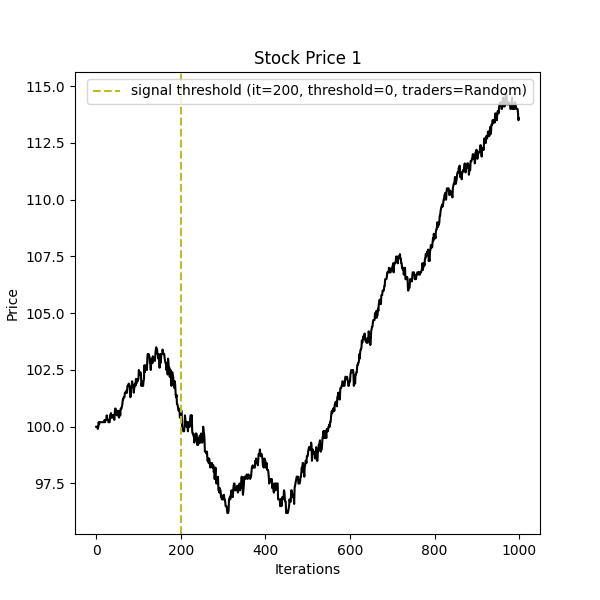 Stock Price 1
signal threshold (it=200, threshold=0, traders=Random)
115.0
112.5
110.0
107.5
105.0
102.5
100.0
97.5
Price
0 200 400 600 800 1000
Iterations